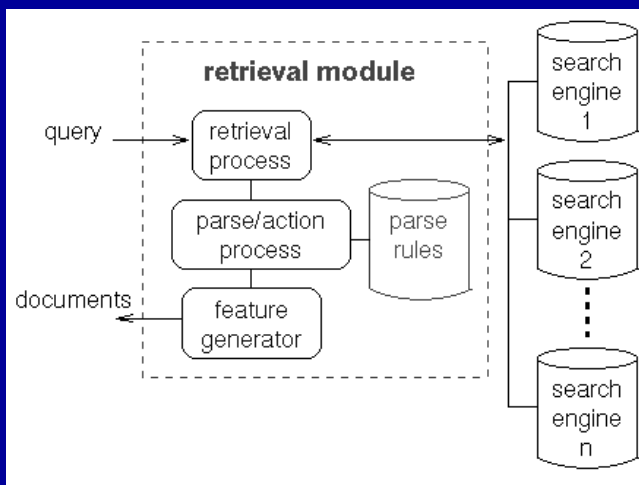 retrieval module
query
retrieval
process
parse/action
process
parse
rules
documents
feature
generator
search
engine
1
search
engine
2
search
engine
n